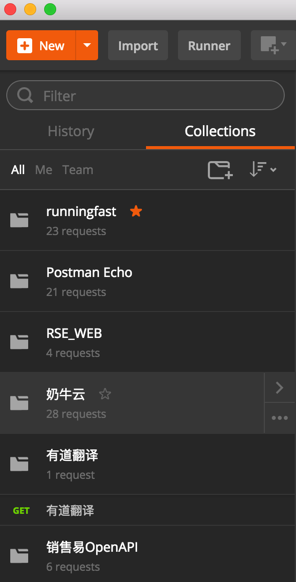 New Import Runner
Filter
History Collections
All Me Team
runningfast
23 requests
Postman Echo
21 requests
RSE_WEB
4 requests
奶牛云
28 requests
有道翻译
1 request
GET 有道翻译
销售易OpenAPI
6 requests